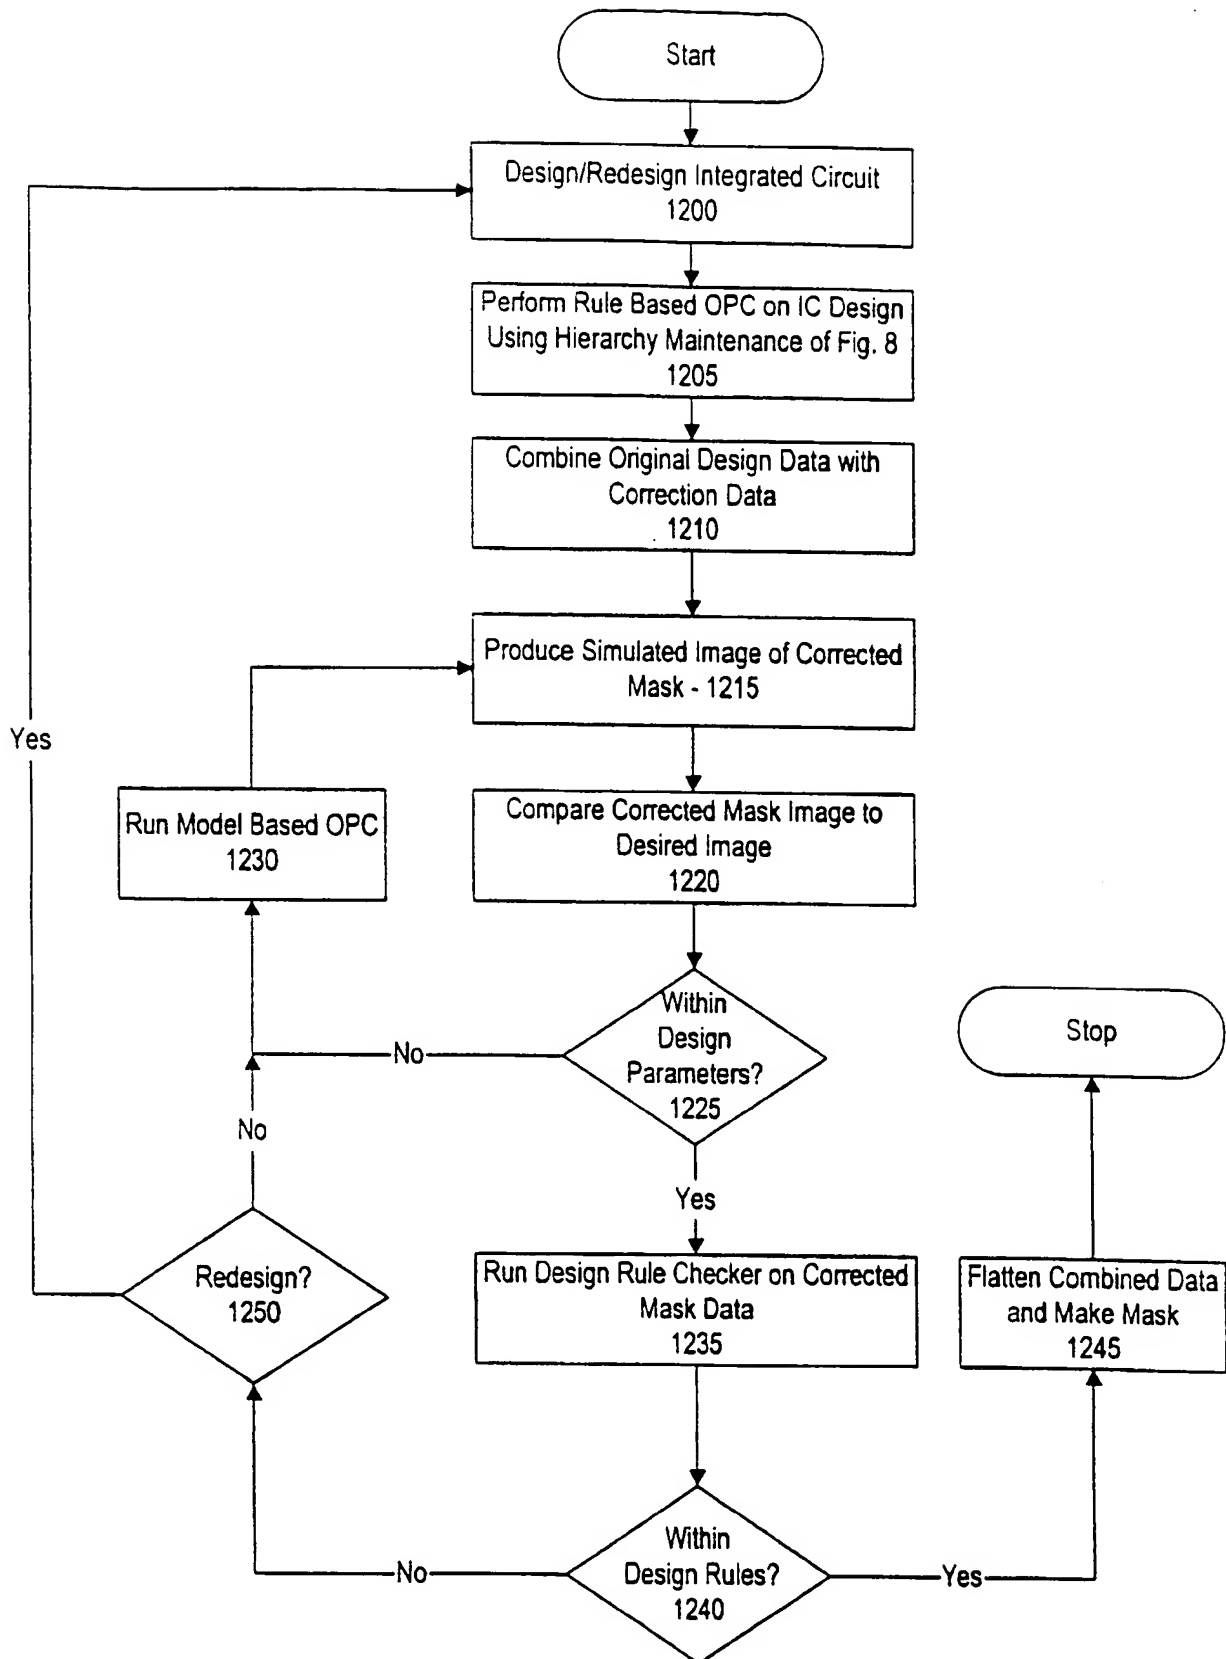 Start
Design/Redesign Integrated Circuit
1200
Perform Rule Based OPC on IC Design
Using Hierarchy Maintenance of Fig. 8
1205
Combine Original Design Data with
Correction Data
1210
Produce Simulated Image of Corrected
Mask - 1215
Yes
Run Model Based OPC
1230
Compare Corrected Mask Image to
Desired Image
1220
Within
Design
Parameters?
1225
No
Stop
No
Yes
Redesign?
1250
Run Design Rule Checker on Corrected
Mask Data
1235
Flatten Combined Data
and Make Mask
1245
Within
Design Rules?
1240
No
Yes